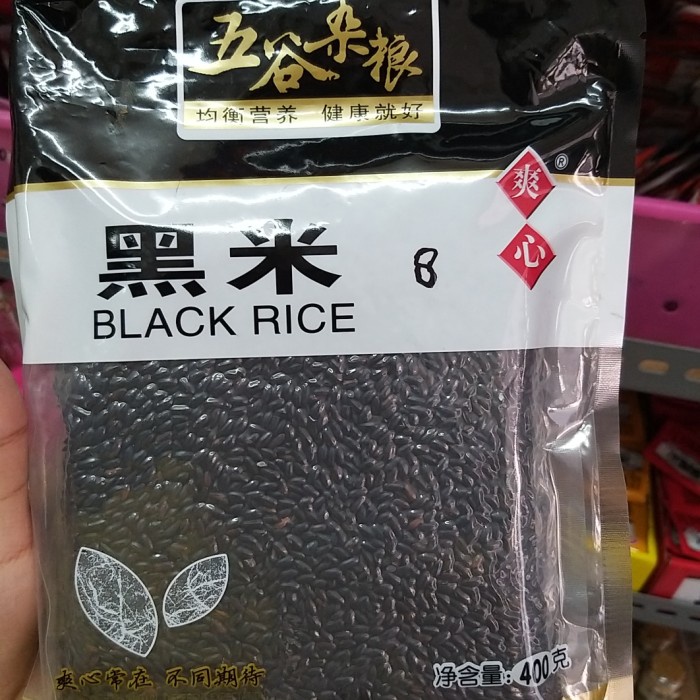 五谷杂粮
均衡营养 健康就好
爽 ®
心
黑米
BLACK RICE
8
爽心常在 不同期待
净含量:400克